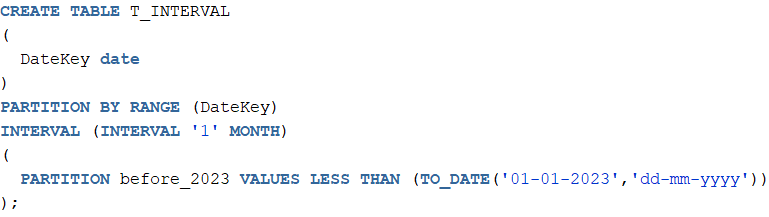 CREATE TABLE T_INTERVAL
(
  DateKey date
)
PARTITION BY RANGE (DateKey)
INTERVAL (INTERVAL '1' MONTH)
(
  PARTITION before_2023 VALUES LESS THAN (TO_DATE('01-01-2023','dd-mm-yyyy'))
);